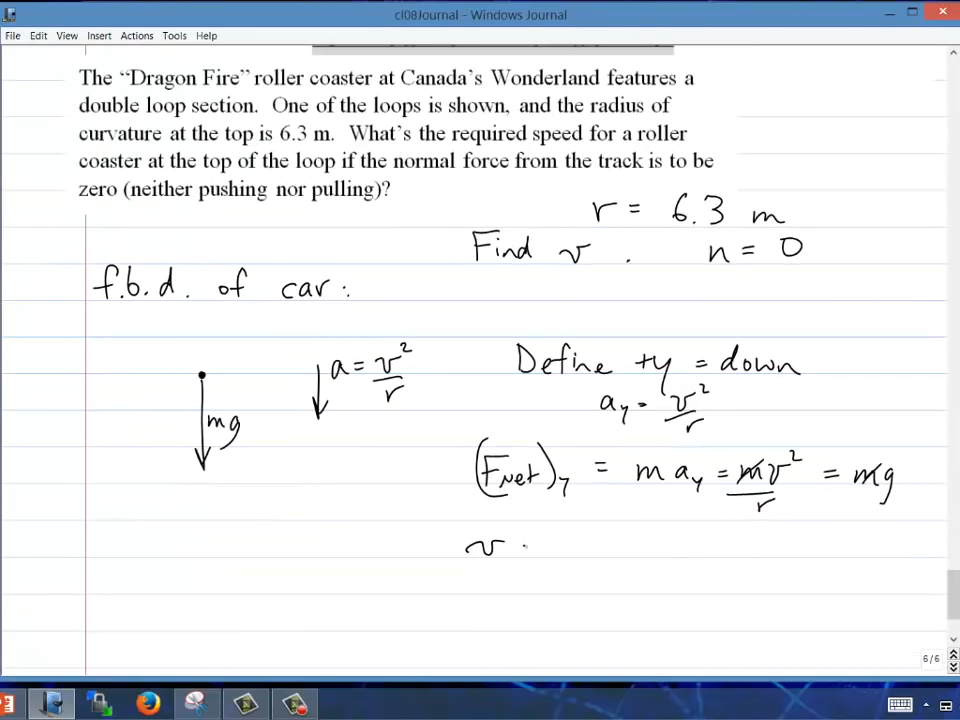 cl08Journal - Windows Journal
File Edit View Insert Actions Tools Help
The “Dragon Fire” roller coaster at Canada’s Wonderland features a
double loop section. One of the loops is shown, and the radius of
curvature at the top is 6.3 m. What’s the required speed for a roller
coaster at the top of the loop if the normal force from the track is to be
zero (neither pushing nor pulling)?
r = 6.3 m
Find v . n = 0
f.b.d. of car:
mg
a = v²/r
Define +y = down
ay = v²/r
(Fnet)y = m ay = mv²/r = mg
v
6/6